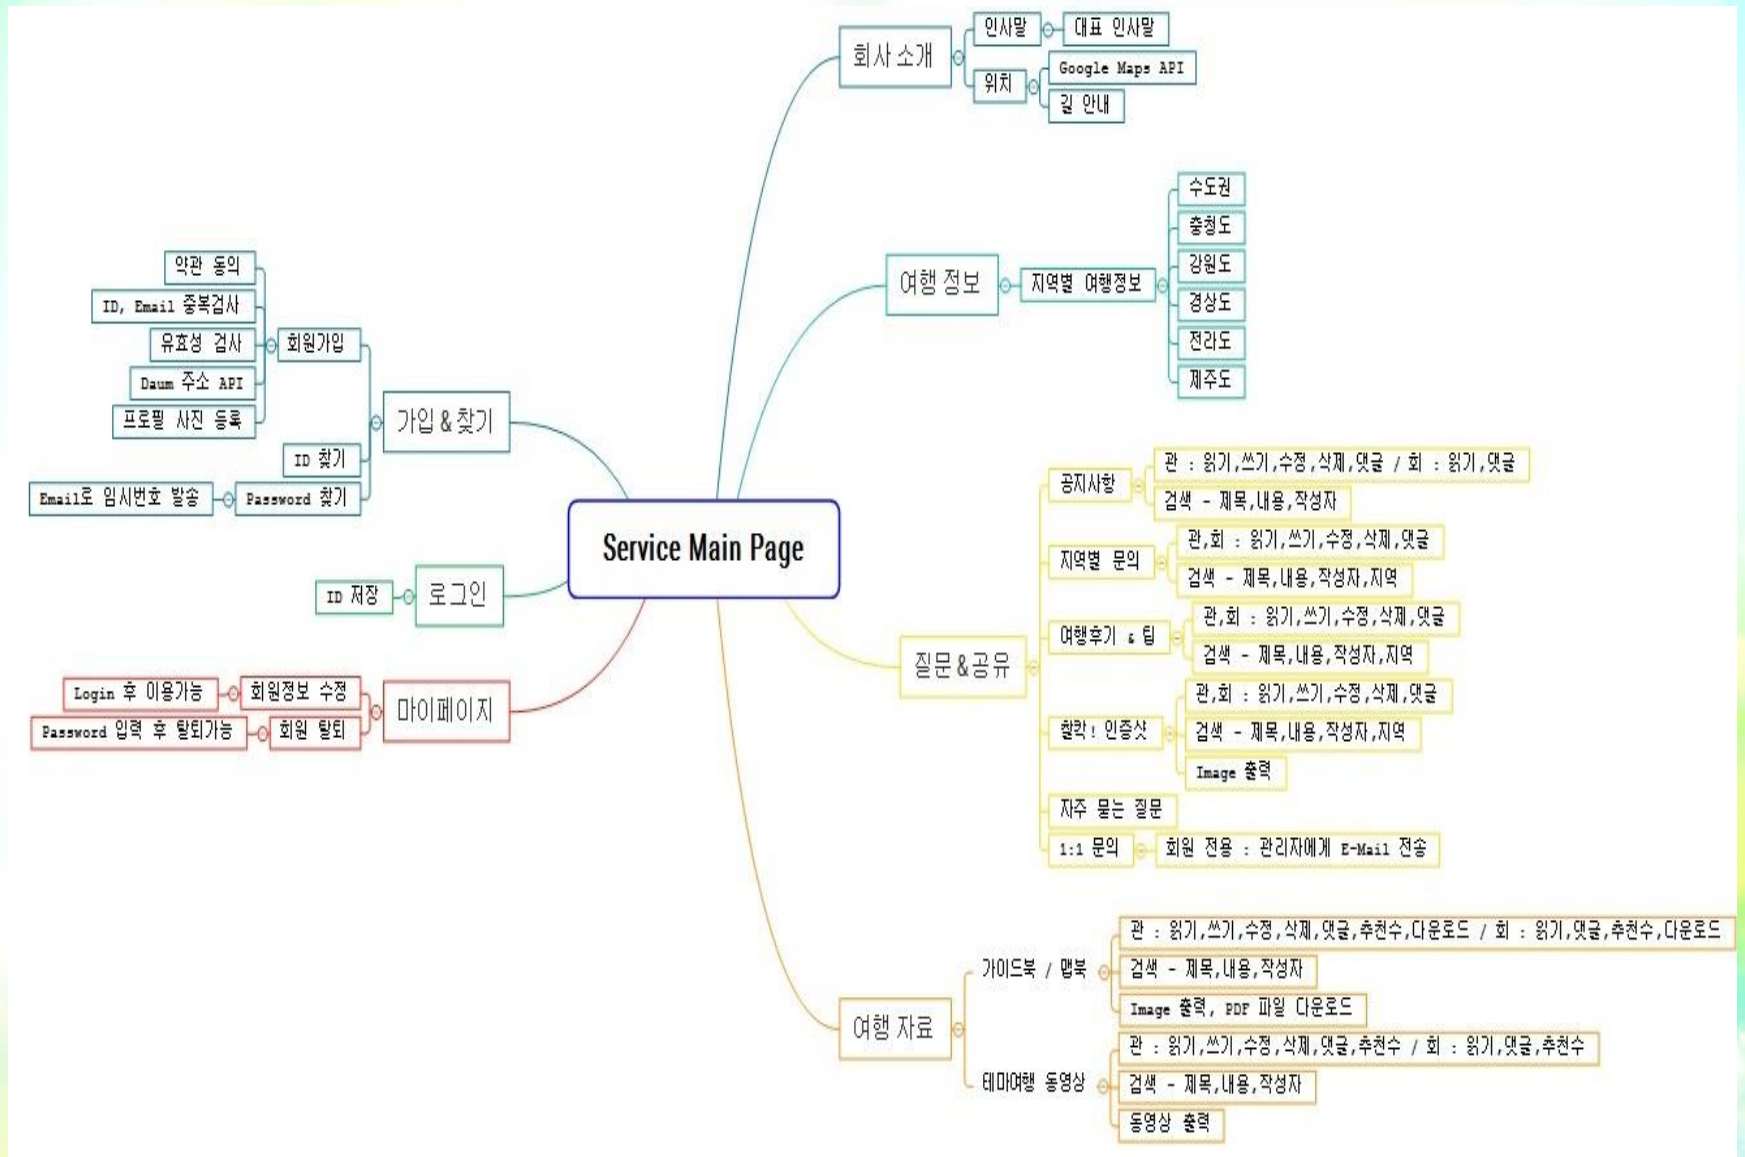 회사 소개
인사말
대표 인사말
위치
Google Maps API
길 안내
여행 정보
지역별 여행정보
수도권
충청도
강원도
경상도
전라도
제주도
가입 & 찾기
회원가입
약관 동의
ID, Email 중복검사
유효성 검사
Daum 주소 API
프로필 사진 등록
ID 찾기
Password 찾기
Email로 임시번호 발송
Service Main Page
로그인
ID 저장
마이페이지
회원정보 수정
Login 후 이용가능
회원 탈퇴
Password 입력 후 탈퇴가능
질문 & 공유
공지사항
관 : 읽기,쓰기,수정,삭제,댓글 / 회 : 읽기,댓글
검색 - 제목,내용,작성자
지역별 문의
관,회 : 읽기,쓰기,수정,삭제,댓글
검색 - 제목,내용,작성자,지역
여행후기 & 팁
관,회 : 읽기,쓰기,수정,삭제,댓글
검색 - 제목,내용,작성자,지역
찰칵! 인증샷
관,회 : 읽기,쓰기,수정,삭제,댓글
검색 - 제목,내용,작성자,지역
Image 출력
자주 묻는 질문
1:1 문의
회원 전용 : 관리자에게 E-Mail 전송
여행 자료
가이드북 / 맵북
관 : 읽기,쓰기,수정,삭제,댓글,추천수,다운로드 / 회 : 읽기,댓글,추천수,다운로드
검색 - 제목,내용,작성자
Image 출력, PDF 파일 다운로드
테마여행 동영상
관 : 읽기,쓰기,수정,삭제,댓글,추천수 / 회 : 읽기,댓글,추천수
검색 - 제목,내용,작성자
동영상 출력